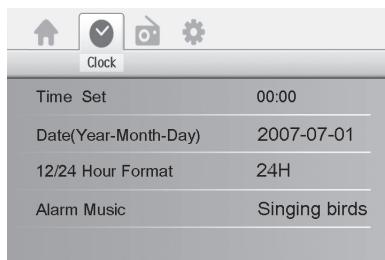 Clock
Time Set 00:00
Date(Year-Month-Day) 2007-07-01
12/24 Hour Format 24H
Alarm Music Singing birds